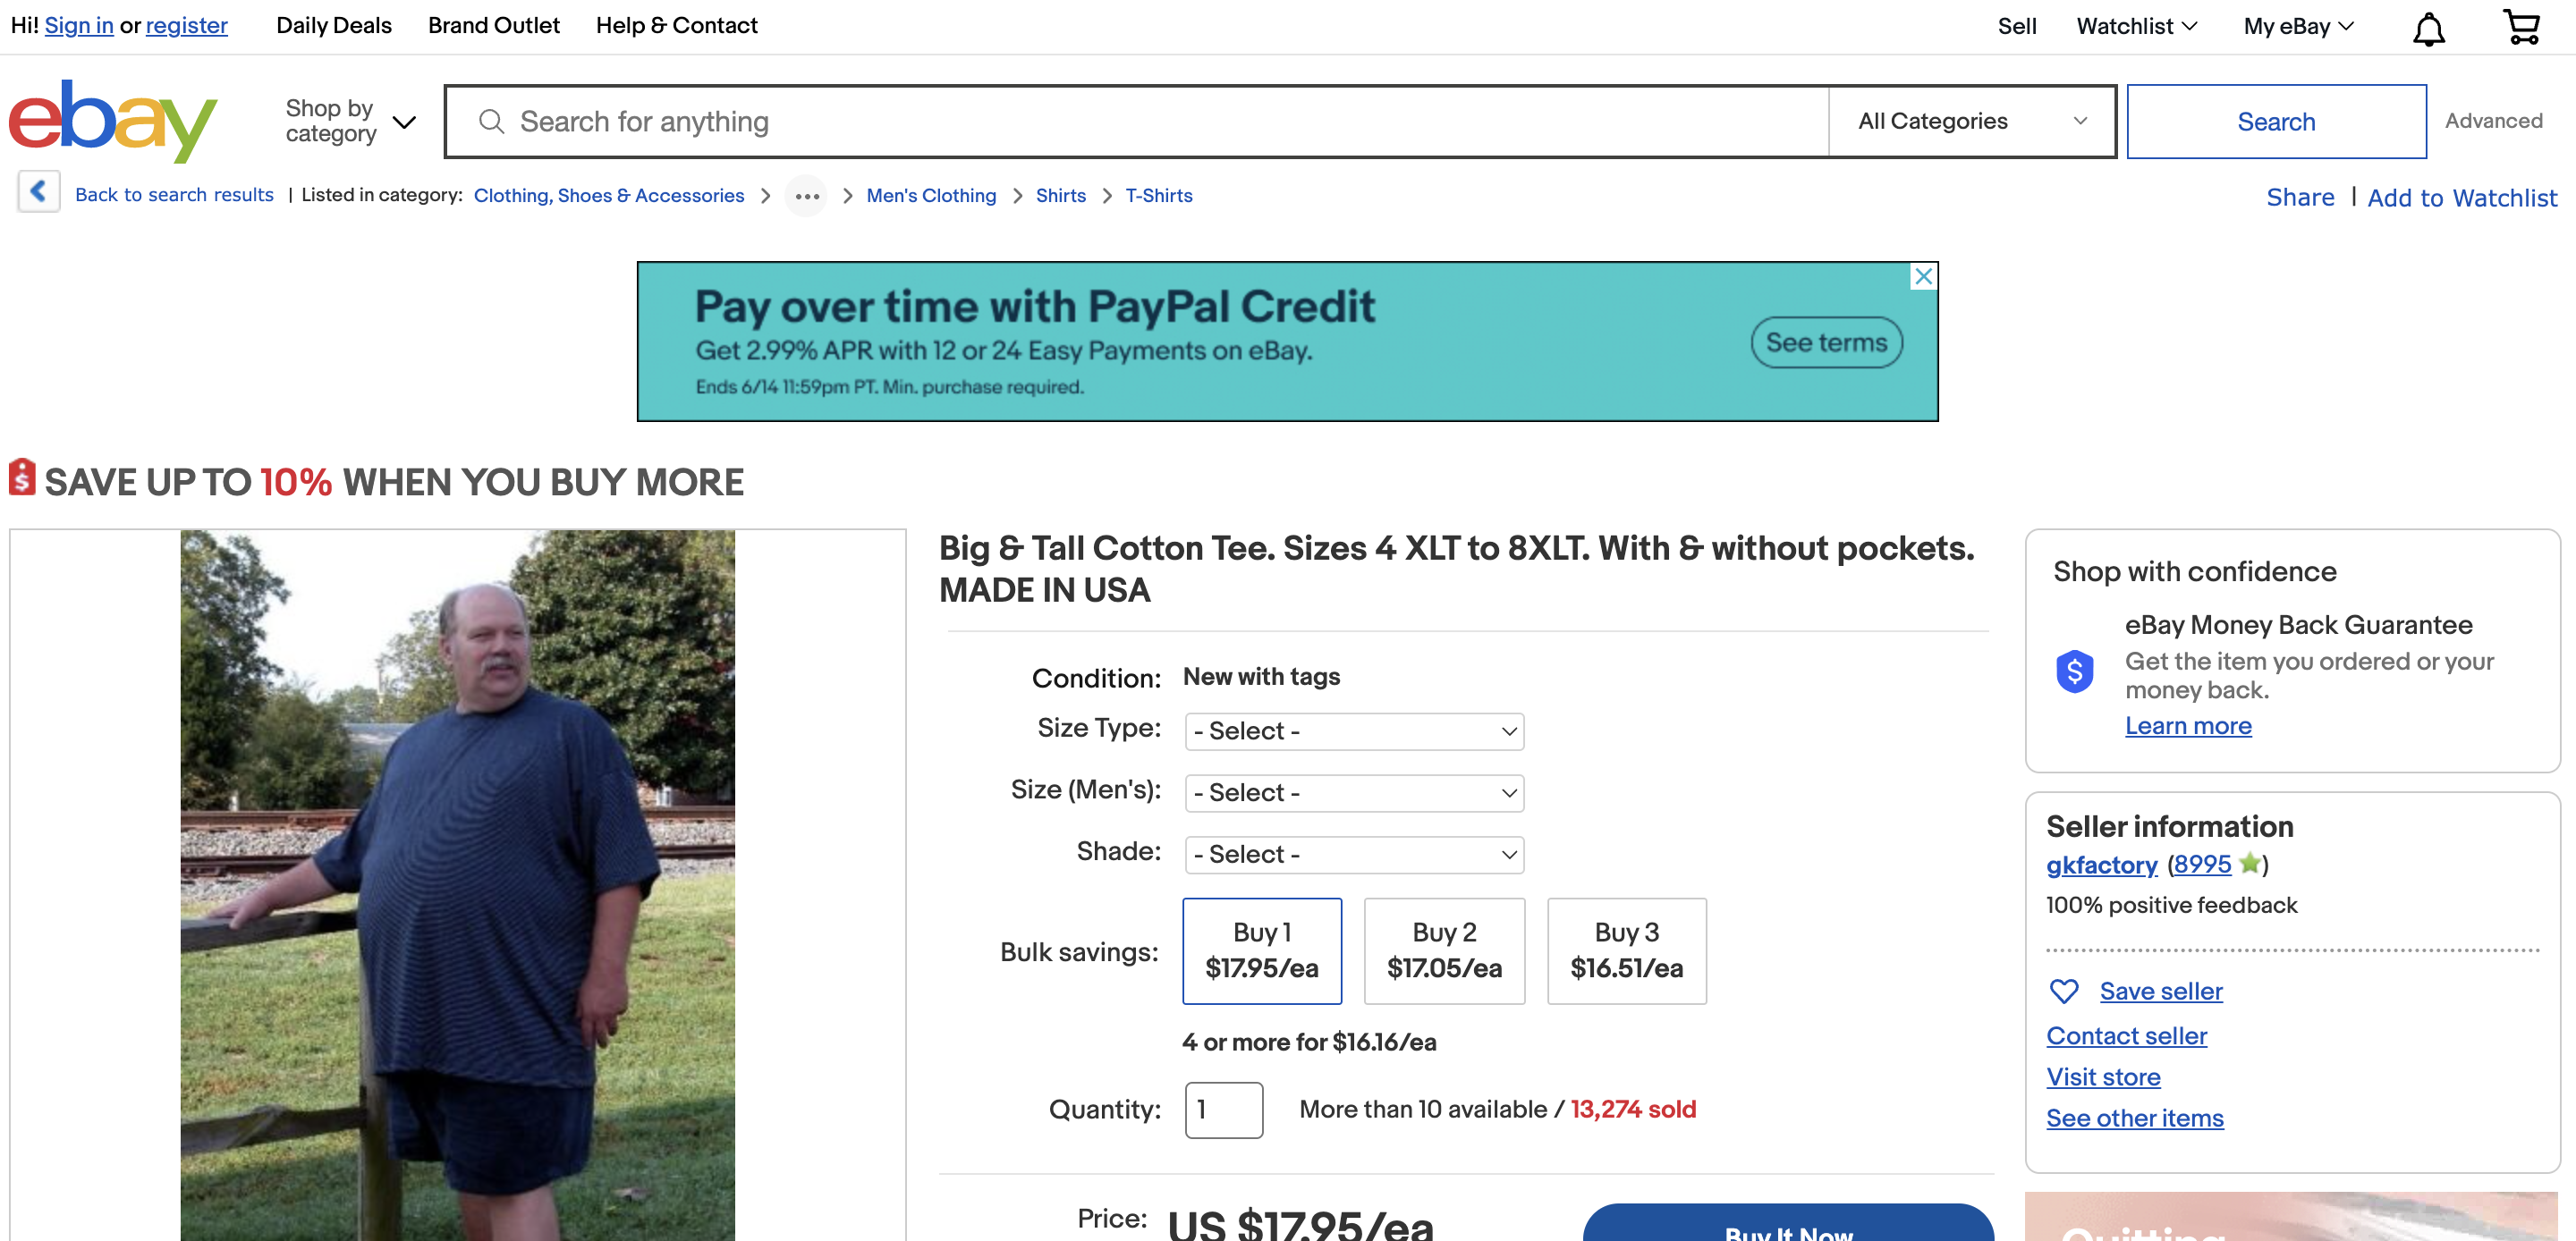 Hi! Sign in or register Daily Deals Brand Outlet Help & Contact Sell Watchlist My eBay
ebay Shop by category Search for anything All Categories Search Advanced
Back to search results | Listed in category: Clothing, Shoes & Accessories > ... > Men's Clothing > Shirts > T-Shirts Share | Add to Watchlist
Pay over time with PayPal Credit
Get 2.99% APR with 12 or 24 Easy Payments on eBay.
Ends 6/14 11:59pm PT. Min. purchase required.
See terms
SAVE UP TO 10% WHEN YOU BUY MORE
Big & Tall Cotton Tee. Sizes 4 XLT to 8XLT. With & without pockets.
MADE IN USA
Condition: New with tags
Size Type: - Select -
Size (Men's): - Select -
Shade: - Select -
Bulk savings:
Buy 1
$17.95/ea
Buy 2
$17.05/ea
Buy 3
$16.51/ea
4 or more for $16.16/ea
Quantity: 1 More than 10 available / 13,274 sold
Price: US $17.95/ea
Buy It Now
Shop with confidence
eBay Money Back Guarantee
Get the item you ordered or your
money back.
Learn more
Seller information
gkfactory (8995)
100% positive feedback
Save seller
Contact seller
Visit store
See other items
Quitting